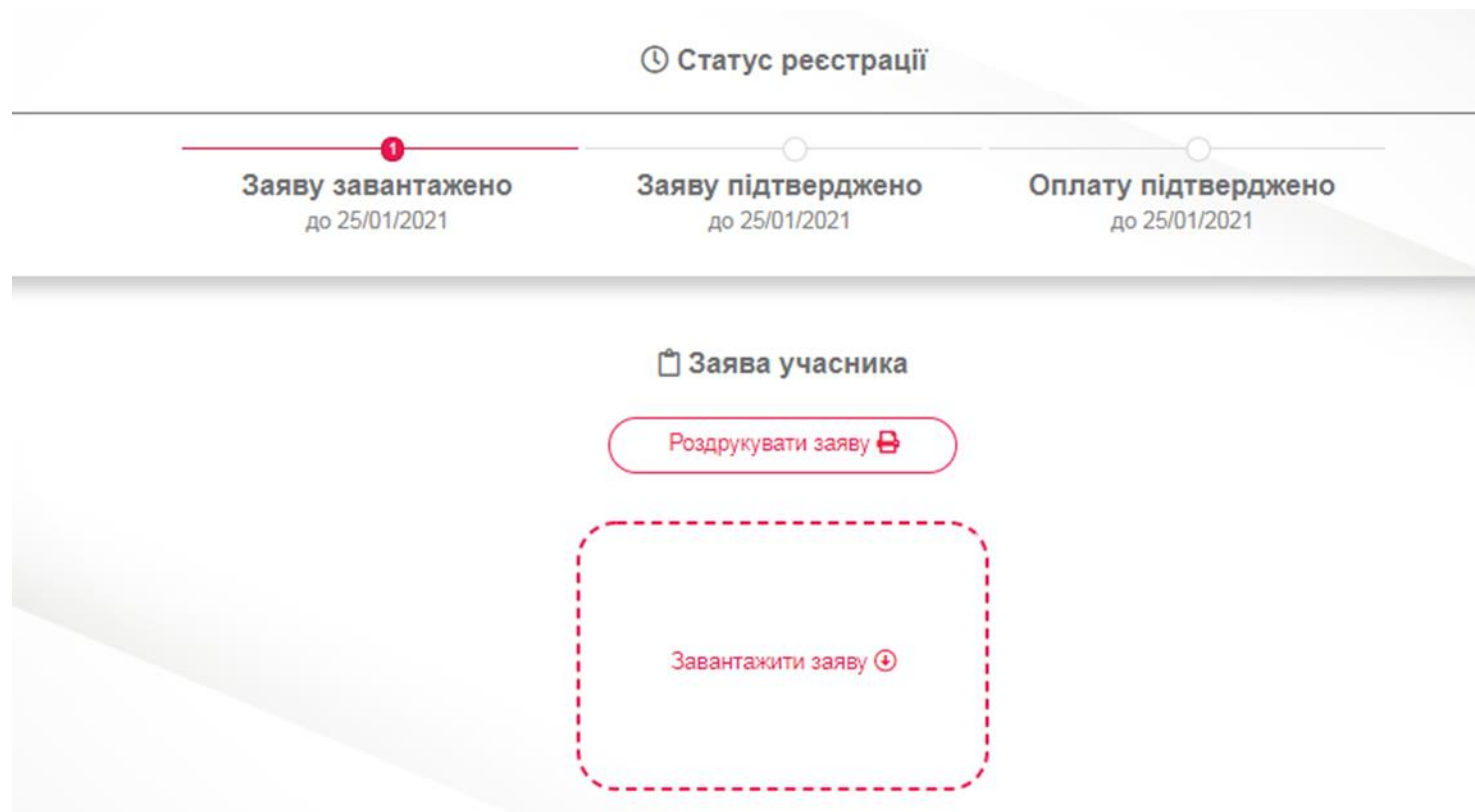 Статус реєстрації
1
Заяву завантажено
до 25/01/2021
Заяву підтверджено
до 25/01/2021
Оплату підтверджено
до 25/01/2021
Заява учасника
Роздрукувати заяву
Завантажити заяву